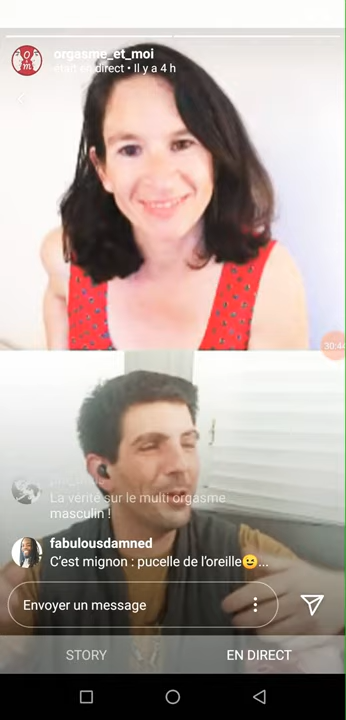 orgasme_et_moi
était en direct • Il y a 4 h
30:44
La vérité sur le multi orgasme
masculin !
fabulousdamned
C'est mignon : pucelle de l'oreille😉...
Envoyer un message
STORY
EN DIRECT